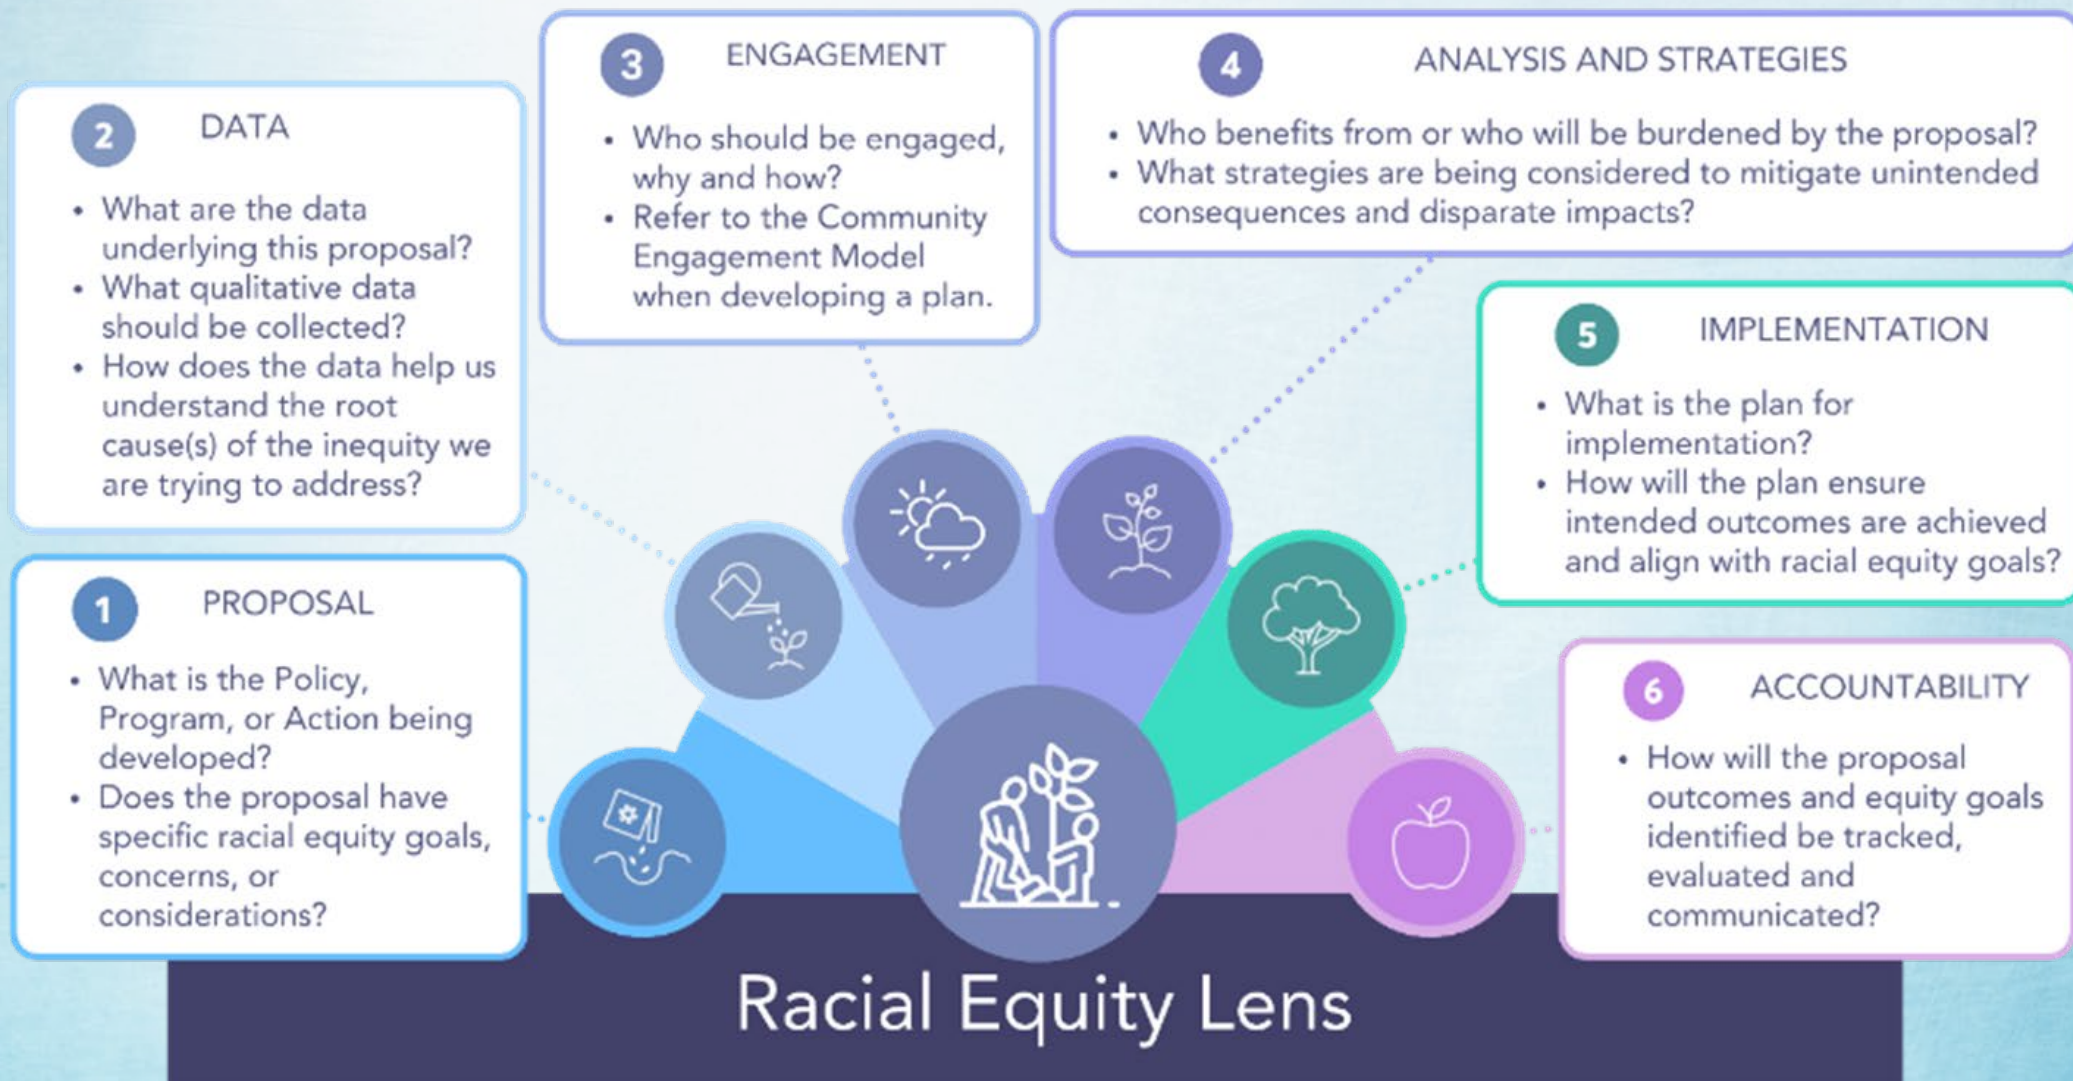 1
PROPOSAL
• What is the Policy,
Program, or Action being
developed?
• Does the proposal have
specific racial equity goals,
concerns, or
considerations?
2
DATA
• What are the data
underlying this proposal?
• What qualitative data
should be collected?
• How does the data help us
understand the root
cause(s) of the inequity we
are trying to address?
3
ENGAGEMENT
• Who should be engaged,
why and how?
• Refer to the Community
Engagement Model
when developing a plan.
4
ANALYSIS AND STRATEGIES
• Who benefits from or who will be burdened by the proposal?
• What strategies are being considered to mitigate unintended
consequences and disparate impacts?
5
IMPLEMENTATION
• What is the plan for
implementation?
• How will the plan ensure
intended outcomes are achieved
and align with racial equity goals?
6
ACCOUNTABILITY
• How will the proposal
outcomes and equity goals
identified be tracked,
evaluated and
communicated?
Racial Equity Lens